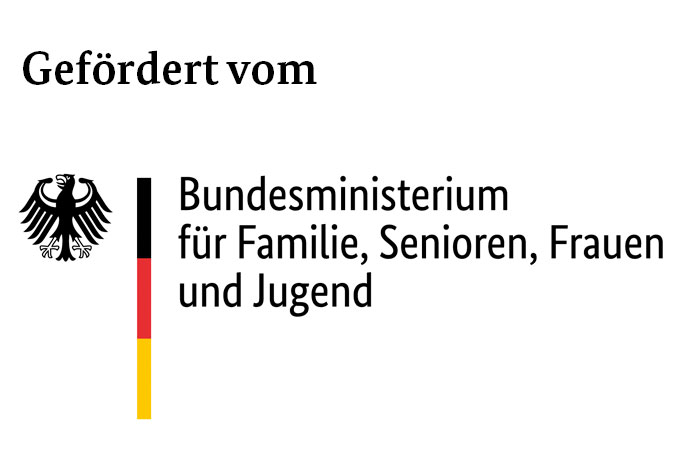 Gefördert vom
Bundesministerium
für Familie, Senioren, Frauen
und Jugend